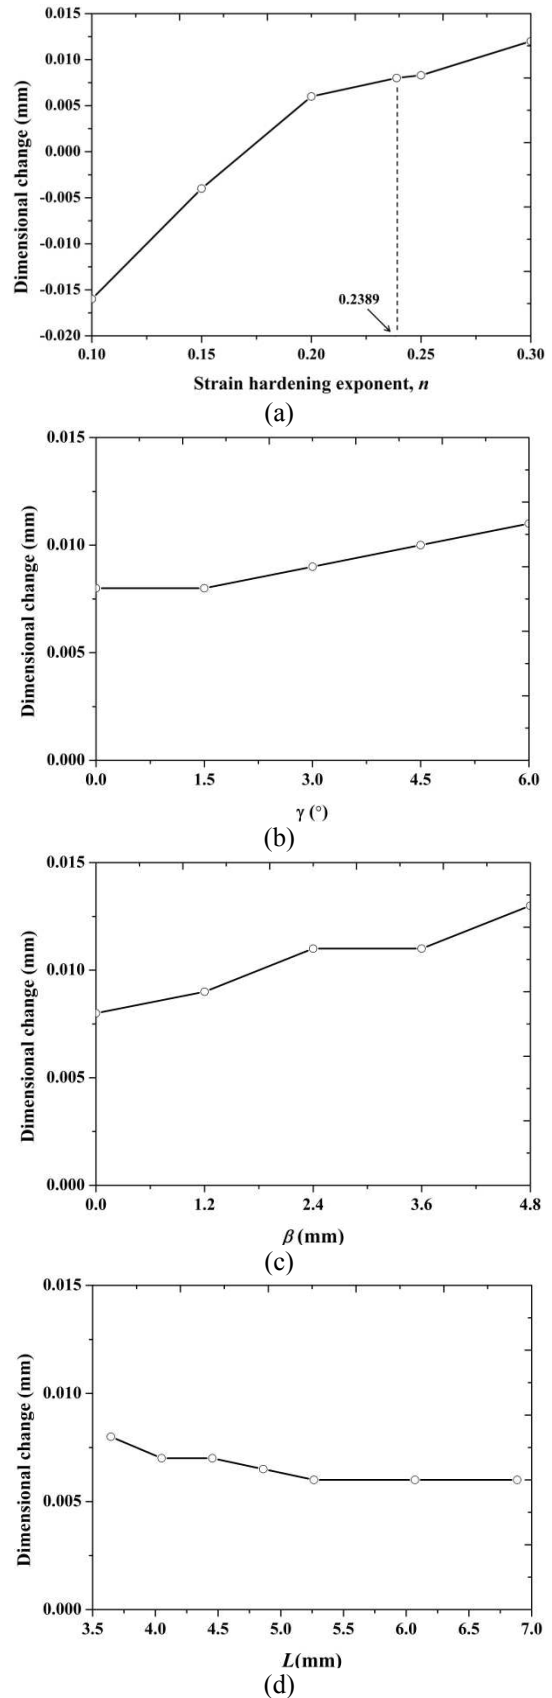 0.015
0.010
0.005
0.000
-0.005
-0.010
-0.015
-0.020
Dimensional change (mm)
0.2389
0.10 0.15 0.20 0.25 0.30
Strain hardening exponent, n
(a)
0.015
0.010
0.005
0.000
Dimensional change (mm)
0.0 1.5 3.0 4.5 6.0
γ (°)
(b)
0.015
0.010
0.005
0.000
Dimensional change (mm)
0.0 1.2 2.4 3.6 4.8
β (mm)
(c)
0.015
0.010
0.005
0.000
Dimensional change (mm)
3.5 4.0 4.5 5.0 5.5 6.0 6.5 7.0
L(mm)
(d)